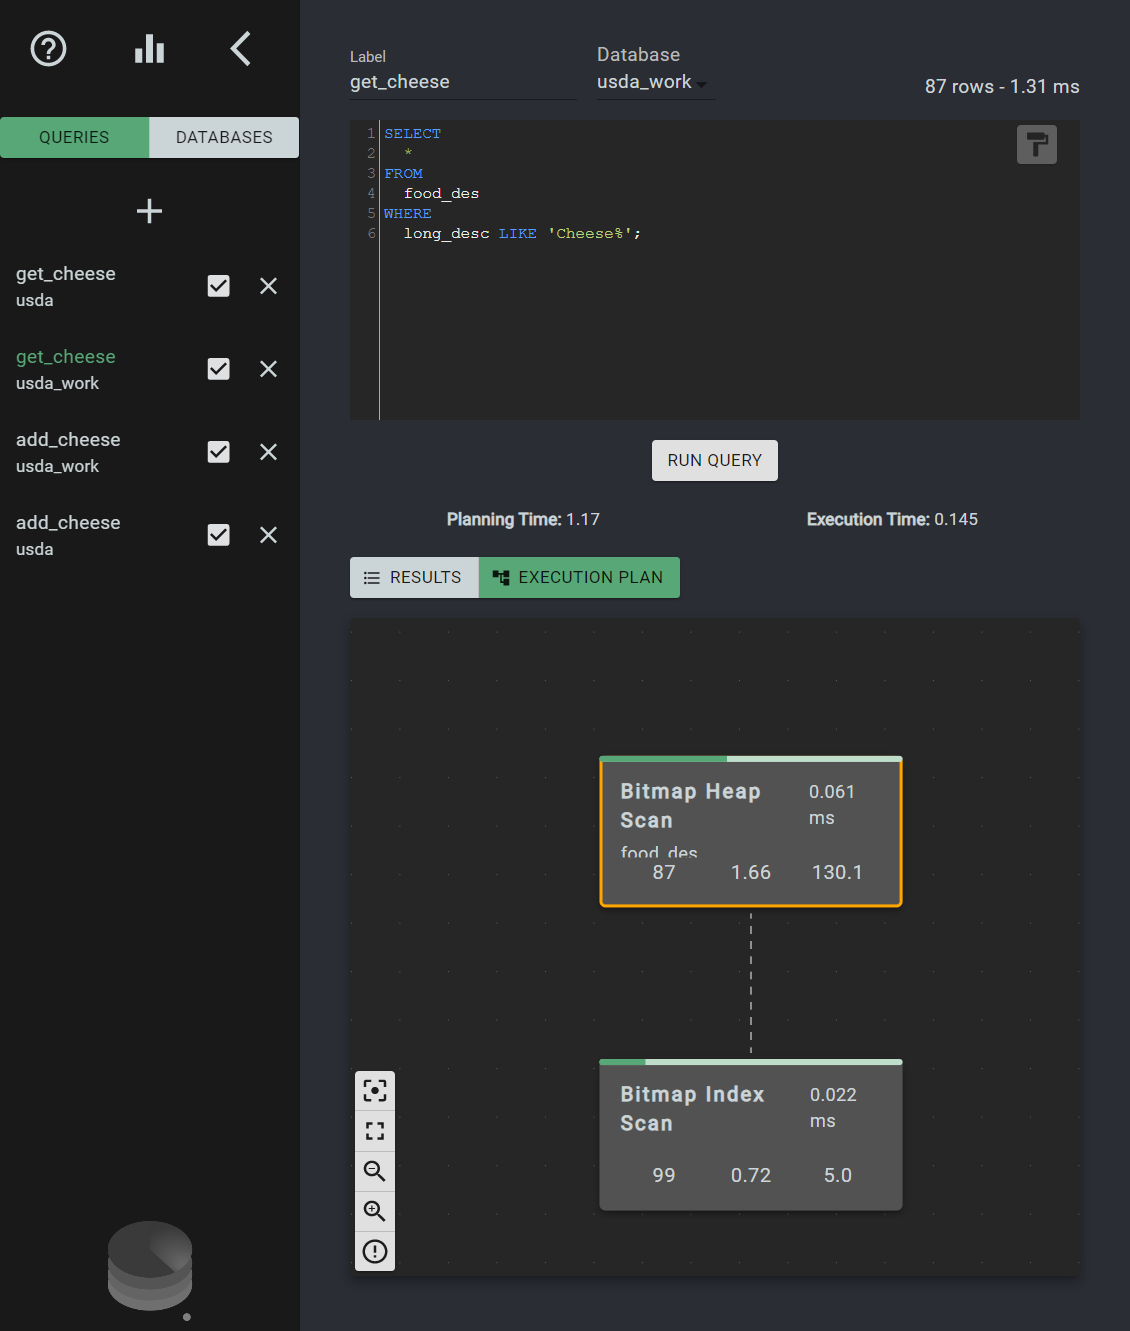 QUERIES DATABASES
get_cheese
usda
get_cheese
usda_work
add_cheese
usda_work
add_cheese
usda
Label
get_cheese
Database
usda_work
87 rows - 1.31 ms
1 SELECT
2 *
3 FROM
4 food_des
5 WHERE
6 long_desc LIKE 'Cheese%';
RUN QUERY
Planning Time: 1.17 Execution Time: 0.145
RESULTS EXECUTION PLAN
Bitmap Heap Scan
0.061 ms
food_des
87 1.66 130.1
Bitmap Index Scan
0.022 ms
99 0.72 5.0